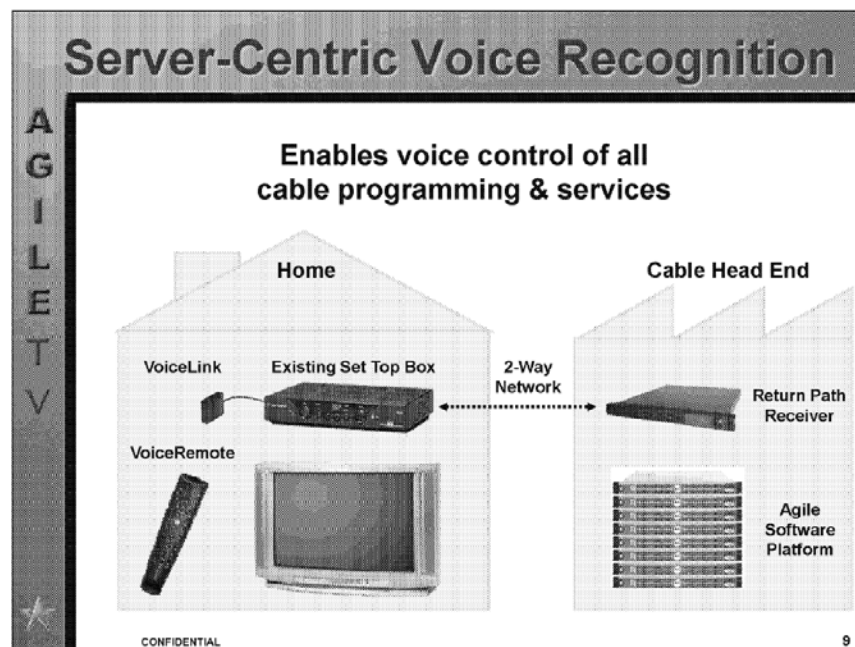 Server-Centric Voice Recognition
AGILETV
Enables voice control of all
cable programming & services
Home
Cable Head End
VoiceLink
Existing Set Top Box
2-Way
Network
Return Path
Receiver
VoiceRemote
Agile
Software
Platform
CONFIDENTIAL
9